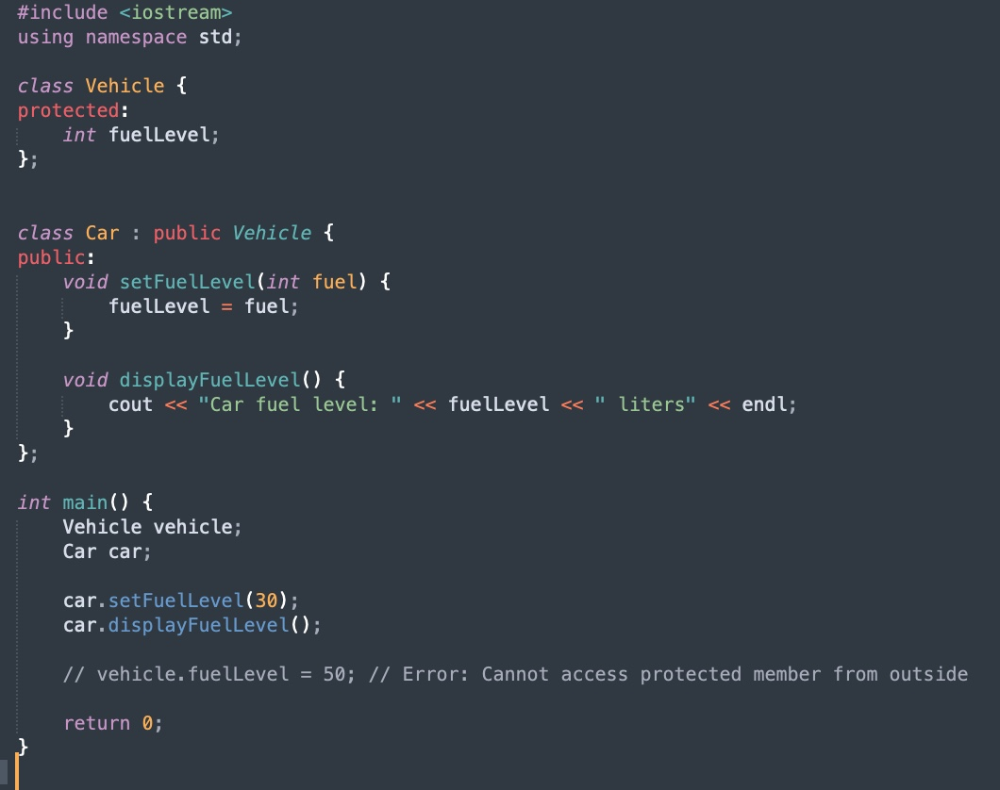 #include <iostream>
using namespace std;
class Vehicle {
protected:
    int fuelLevel;
};
class Car : public Vehicle {
public:
    void setFuelLevel(int fuel) {
        fuelLevel = fuel;
    }
    void displayFuelLevel() {
        cout << "Car fuel level: " << fuelLevel << " liters" << endl;
    }
};
int main() {
    Vehicle vehicle;
    Car car;
    car.setFuelLevel(30);
    car.displayFuelLevel();
    // vehicle.fuelLevel = 50; // Error: Cannot access protected member from outside
    return 0;
}